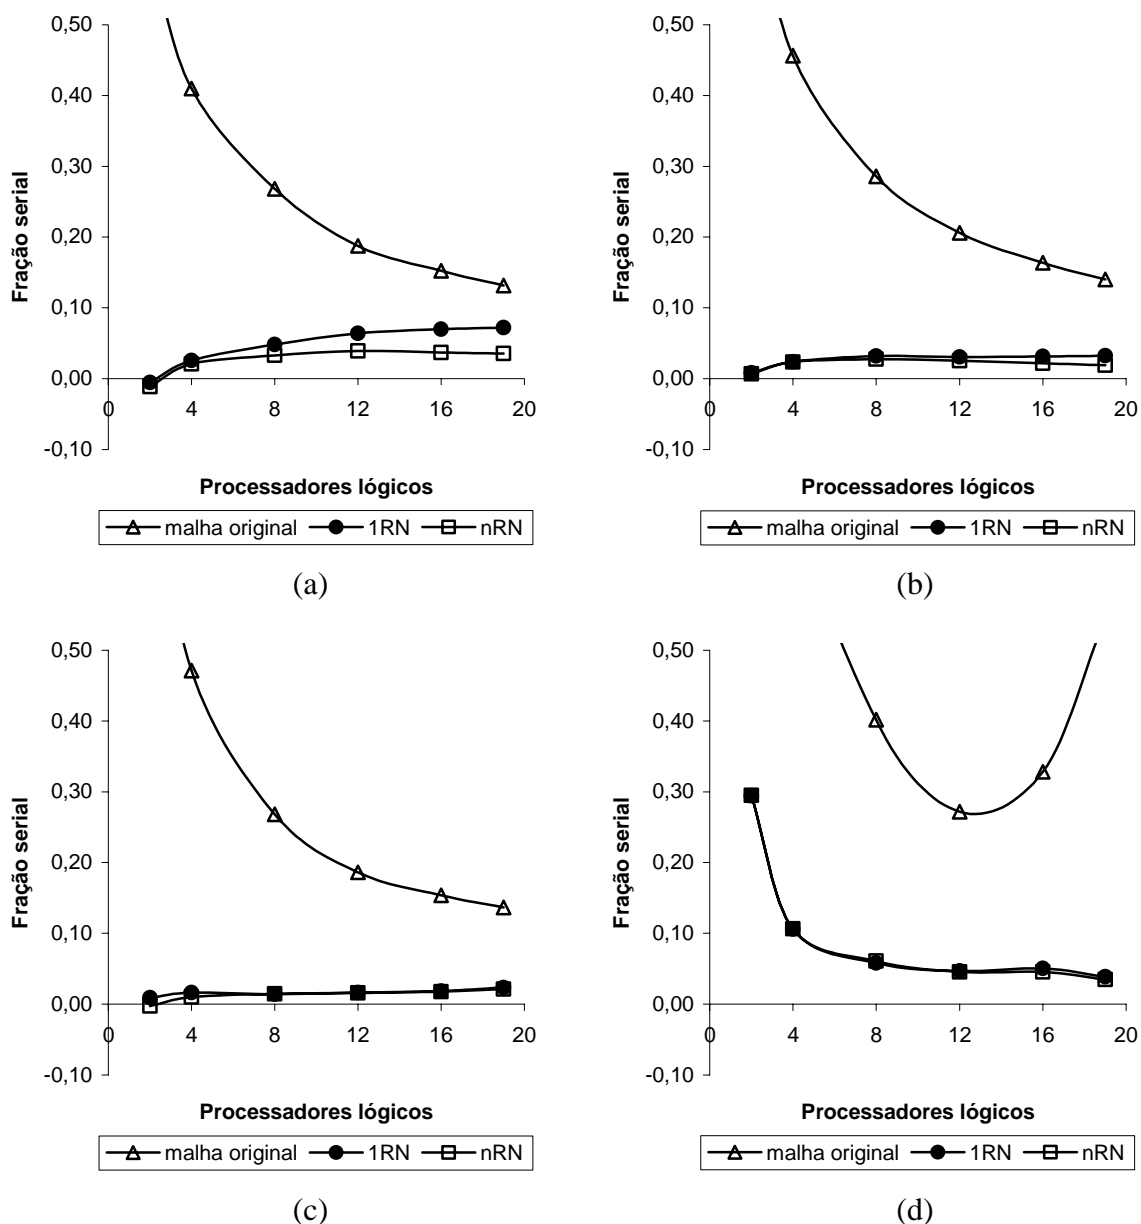 0,50
0,40
0,30
0,20
0,10
0,00
-0,10
0 4 8 12 16 20
Fração serial
Processadores lógicos
malha original 1RN nRN
(a)
0,50
0,40
0,30
0,20
0,10
0,00
-0,10
0 4 8 12 16 20
Fração serial
Processadores lógicos
malha original 1RN nRN
(b)
0,50
0,40
0,30
0,20
0,10
0,00
-0,10
0 4 8 12 16 20
Fração serial
Processadores lógicos
malha original 1RN nRN
(c)
0,50
0,40
0,30
0,20
0,10
0,00
-0,10
0 4 8 12 16 20
Fração serial
Processadores lógicos
malha original 1RN nRN
(d)